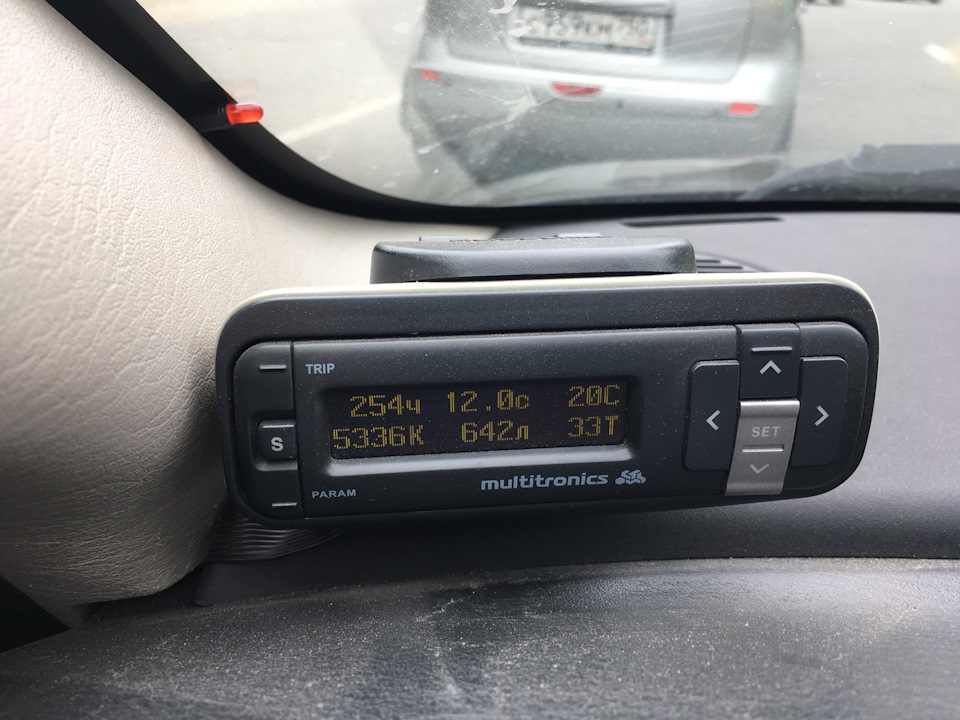 TRIP
254ч 12.0с 20С
5336К 642л 33Т
S
PARAM
multitronics
SET